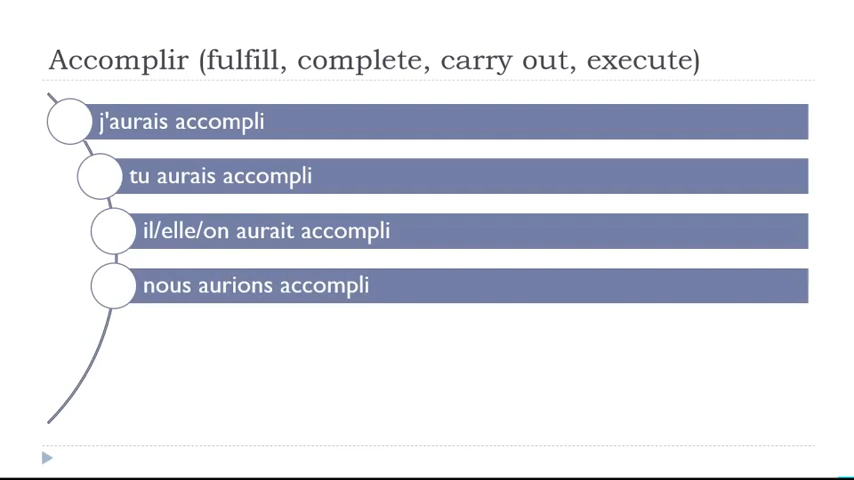 Accomplir (fulfill, complete, carry out, execute)
j'aurais accompli
tu aurais accompli
il/elle/on aurait accompli
nous aurions accompli